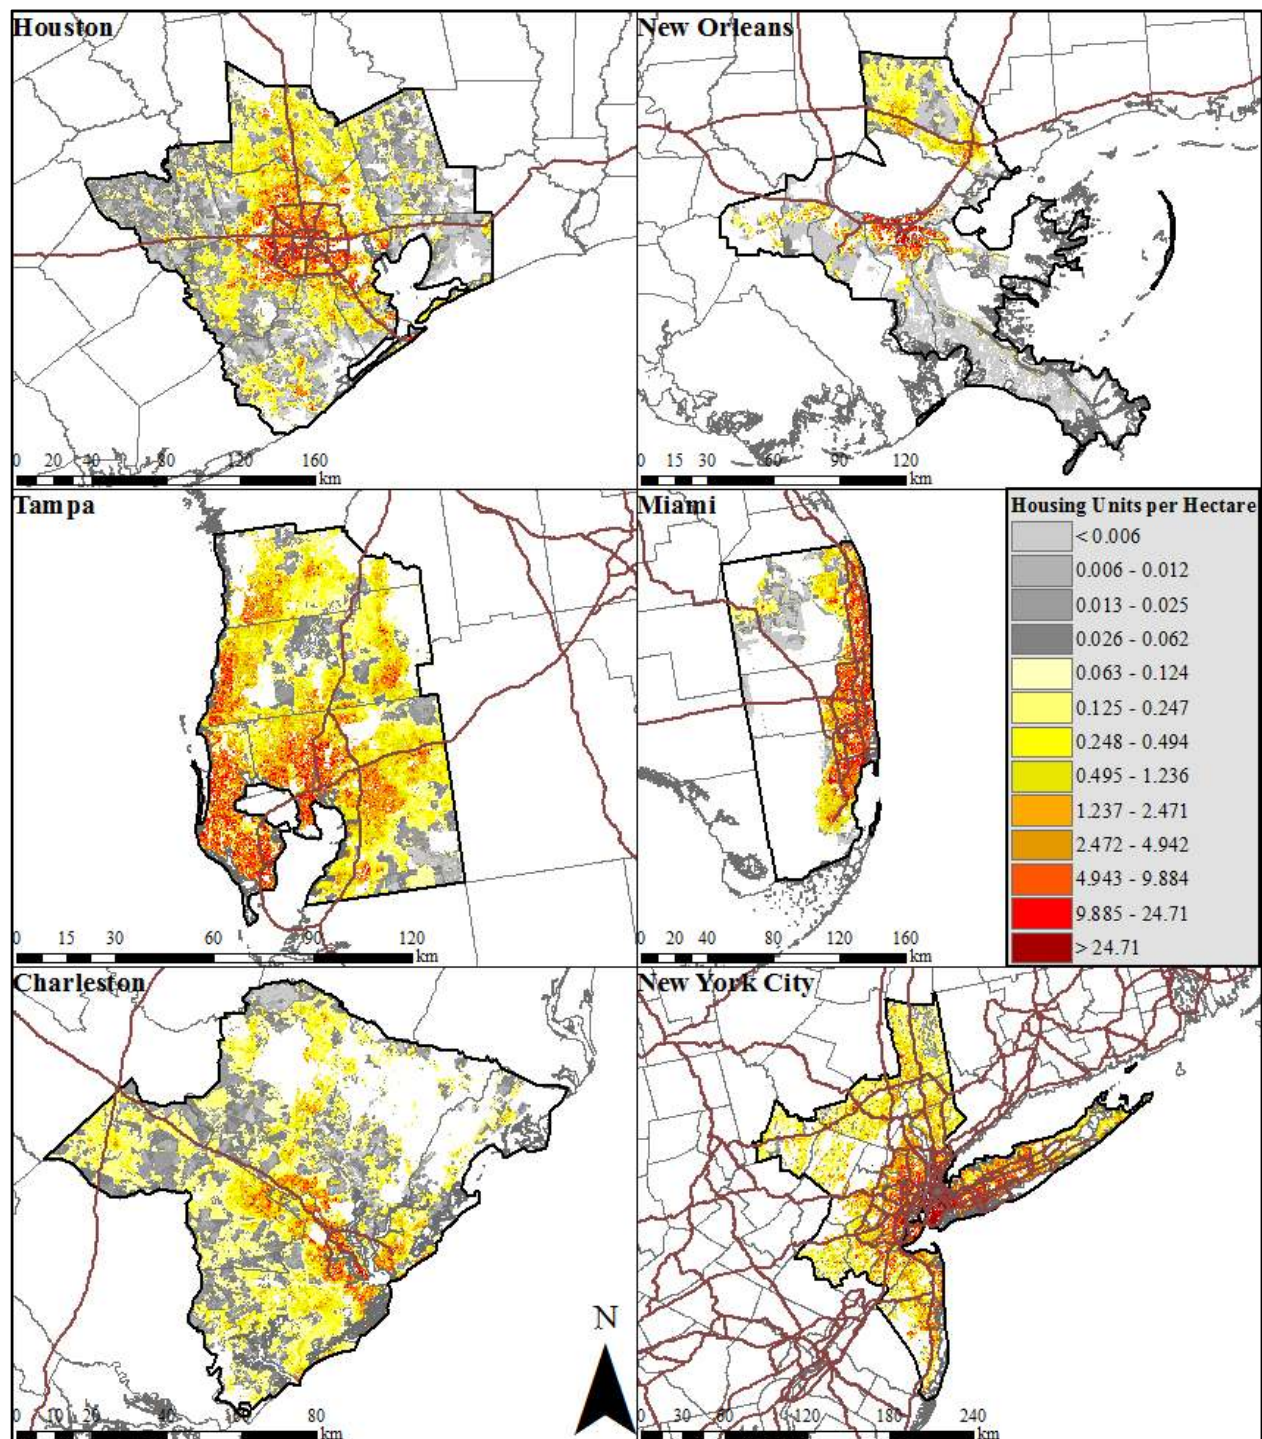 Houston
New Orleans
0 20 40 80 120 160
km
0 15 30 60 90 120
km
Tampa
Miami
Housing Units per Hectare
< 0.006
0.006 - 0.012
0.013 - 0.025
0.026 - 0.062
0.063 - 0.124
0.125 - 0.247
0.248 - 0.494
0.495 - 1.236
1.237 - 2.471
2.472 - 4.942
4.943 - 9.884
9.885 - 24.71
> 24.71
0 15 30 60 90 120
km
0 20 40 80 120 160
km
Charleston
New York City
N
0 10 20 40 60 80
km
0 30 60 120 180 240
km